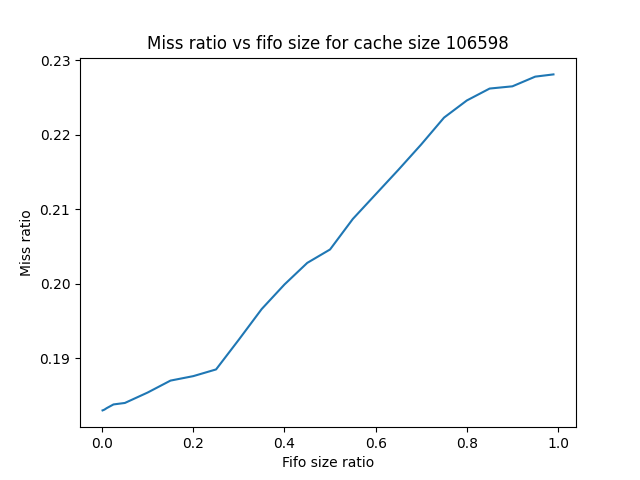 Miss ratio vs fifo size for cache size 106598
0.23
0.22
0.21
0.20
0.19
Miss ratio
0.0 0.2 0.4 0.6 0.8 1.0
Fifo size ratio